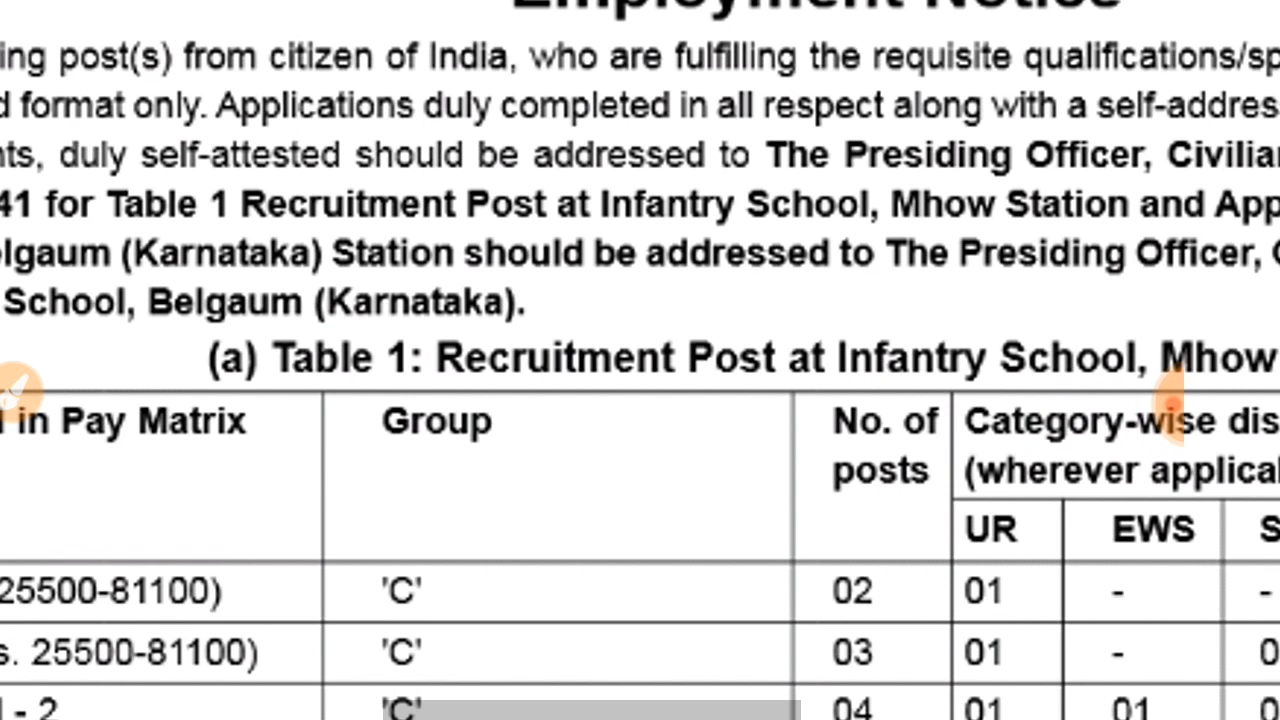 Employment Notice
ing post(s) from citizen of India, who are fulfilling the requisite qualifications/sp
d format only. Applications duly completed in all respect along with a self-addres
nts, duly self-attested should be addressed to The Presiding Officer, Civilian
41 for Table 1 Recruitment Post at Infantry School, Mhow Station and App
elgaum (Karnataka) Station should be addressed to The Presiding Officer, C
School, Belgaum (Karnataka).
(a) Table 1: Recruitment Post at Infantry School, Mhow
in Pay Matrix Group No. of posts Category-wise dis
(wherever applical
UR EWS S
25500-81100) 'C' 02 01 - -
s. 25500-81100) 'C' 03 01 - 0
- 2 'C' 04 01 01 0